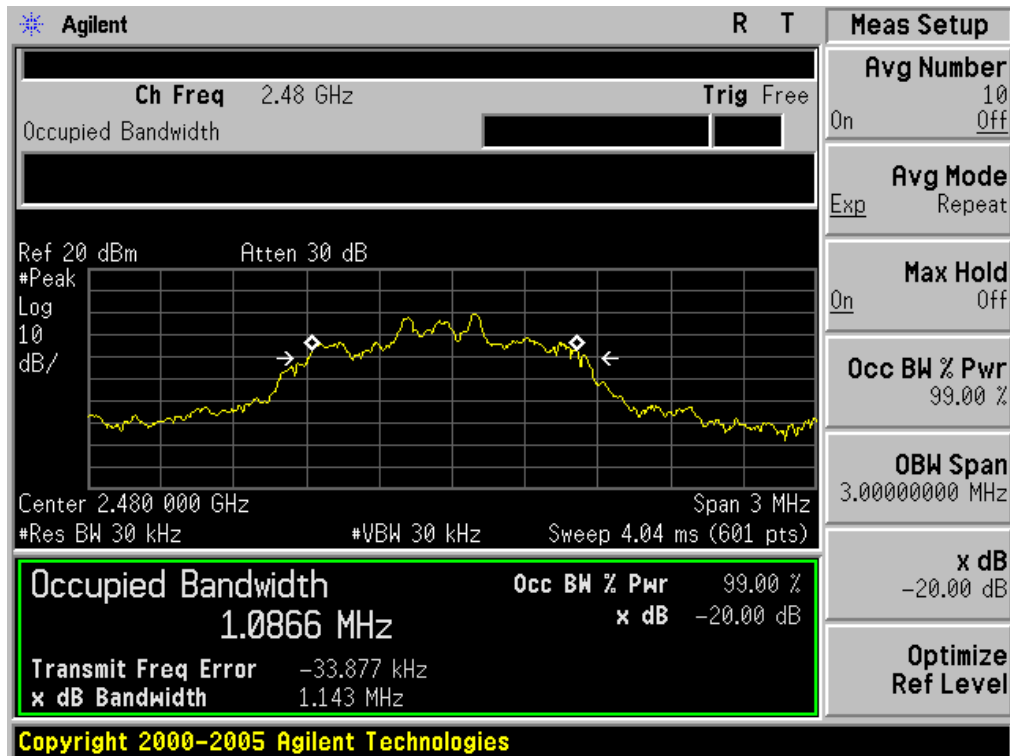 Agilent R T
Ch Freq 2.48 GHz Trig Free
Occupied Bandwidth
Ref 20 dBm Atten 30 dB
#Peak
Log
10
dB/
Center 2.480 000 GHz Span 3 MHz
#Res BW 30 kHz #VBW 30 kHz Sweep 4.04 ms (601 pts)
Occupied Bandwidth Occ BW % Pwr 99.00 %
1.0866 MHz x dB -20.00 dB
Transmit Freq Error -33.877 kHz
x dB Bandwidth 1.143 MHz
Copyright 2000-2005 Agilent Technologies
Meas Setup
Avg Number
10
On Off
Avg Mode
Exp Repeat
Max Hold
On Off
Occ BW % Pwr
99.00 %
OBW Span
3.00000000 MHz
x dB
-20.00 dB
Optimize
Ref Level